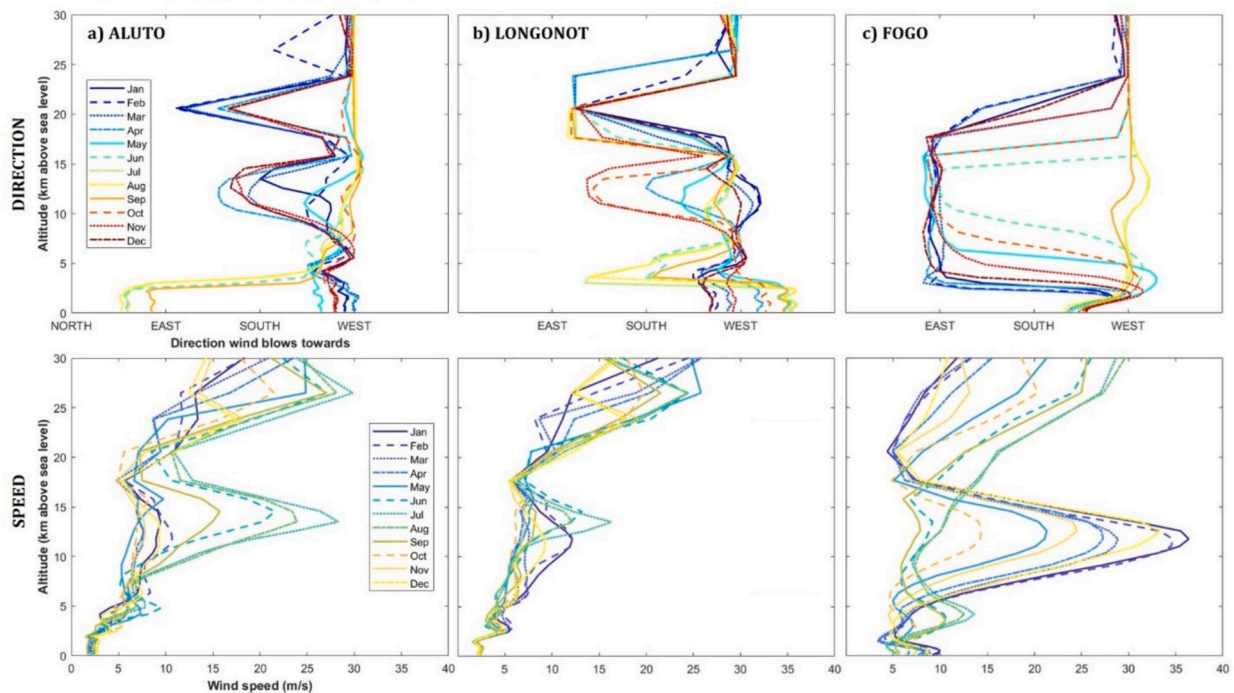 a) ALUTO
b) LONGONOT
c) FOGO
DIRECTION
Altitude (km above sea level)
30
25
20
15
10
5
0
Jan
Feb
Mar
Apr
May
Jun
Jul
Aug
Sep
Oct
Nov
Dec
NORTH EAST SOUTH WEST
EAST SOUTH WEST
EAST SOUTH WEST
Direction wind blows towards
SPEED
Altitude (km above sea level)
30
25
20
15
10
5
0
Jan
Feb
Mar
Apr
May
Jun
Jul
Aug
Sep
Oct
Nov
Dec
0 5 10 15 20 25 30 35
5 10 15 20 25 30 35
5 10 15 20 25 30 35 40
Wind speed (m/s)